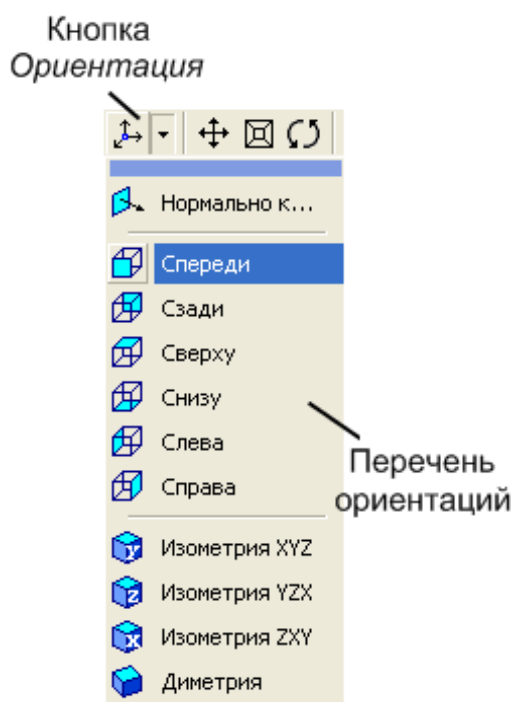 Кнопка
Ориентация
Нормально к...
Спереди
Сзади
Сверху
Снизу
Слева
Справа
Перечень
ориентаций
Изометрия XYZ
Изометрия YZX
Изометрия ZXY
Диметрия